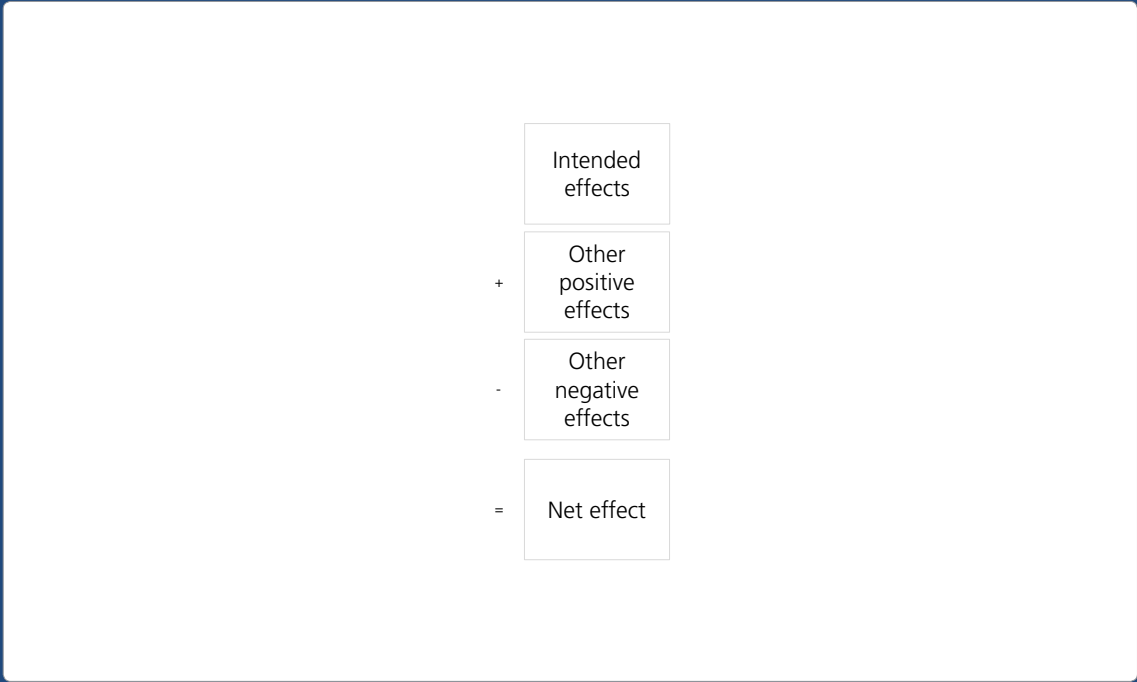 Intended
effects
+
Other
positive
effects
-
Other
negative
effects
=
Net effect